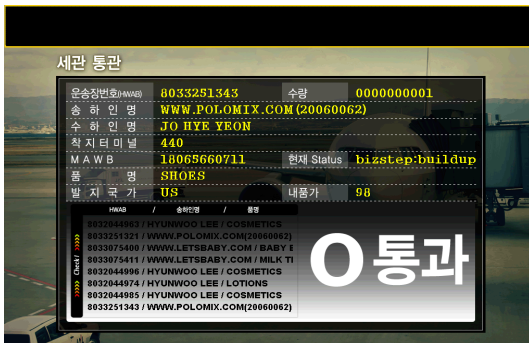 세관 통관
운송장번호(HWAB) 8033251343 수량 0000000001
송 하 인 명 WWW.POLOMIX.COM(20060062)
수 하 인 명 JO HYE YEON
착지터미널 440
M A W B 18065660711 현재 Status bizstep:buildup
품 명 SHOES
발 지 국 가 US 내품가 98
HWAB / 송하인명 / 품명
8032044963 / HYUNWOO LEE / COSMETICS
8033251321 / WWW.POLOMIX.COM(20060062)
8033075400 / WWW.LETSBABY.COM / BABY E
8033075411 / WWW.LETSBABY.COM / MILK TI
8032044996 / HYUNWOO LEE / COSMETICS
8032044974 / HYUNWOO LEE / LOTIONS
8032044985 / HYUNWOO LEE / COSMETICS
8033251343 / WWW.POLOMIX.COM(20060062)
>>>> Check / >>>>
O 통과